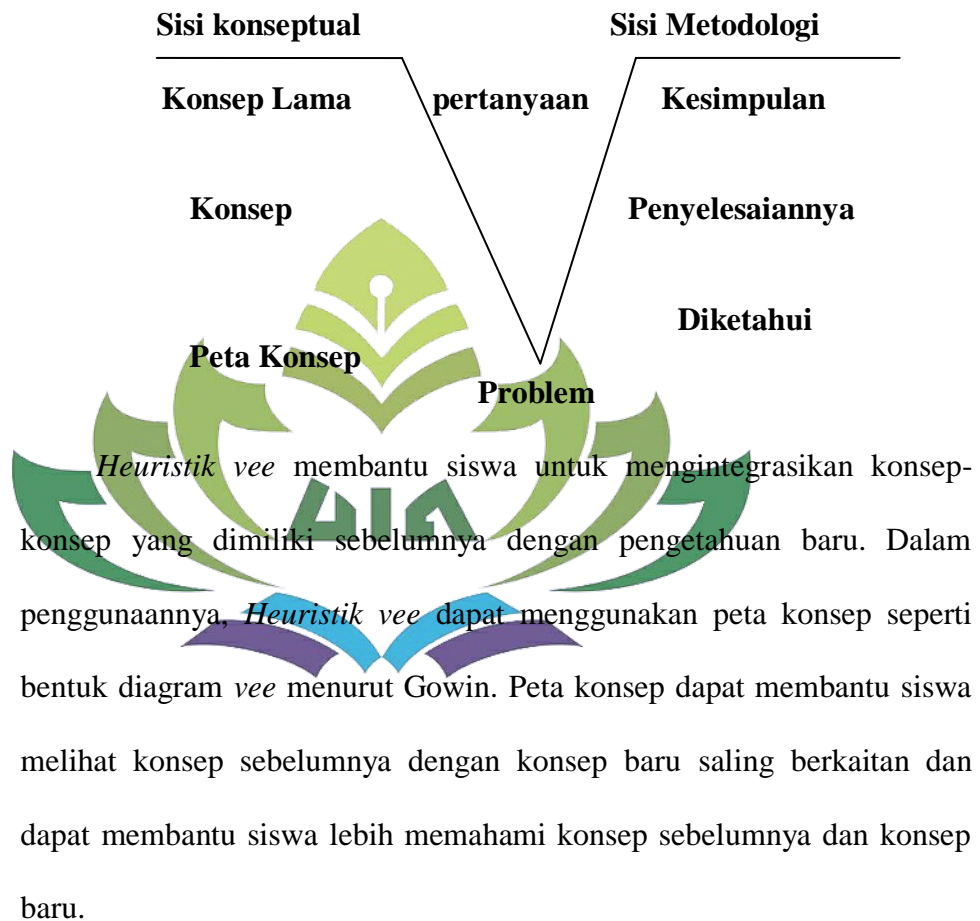 Sisi konseptual Sisi Metodologi
Konsep Lama pertanyaan Kesimpulan
Konsep Penyelesaiannya
Diketahui
Peta Konsep
Problem
Heuristik vee membantu siswa untuk mengintegrasikan konsep-
konsep yang dimiliki sebelumnya dengan pengetahuan baru. Dalam
penggunaannya, Heuristik vee dapat menggunakan peta konsep seperti
bentuk diagram vee menurut Gowin. Peta konsep dapat membantu siswa
melihat konsep sebelumnya dengan konsep baru saling berkaitan dan
dapat membantu siswa lebih memahami konsep sebelumnya dan konsep
baru.